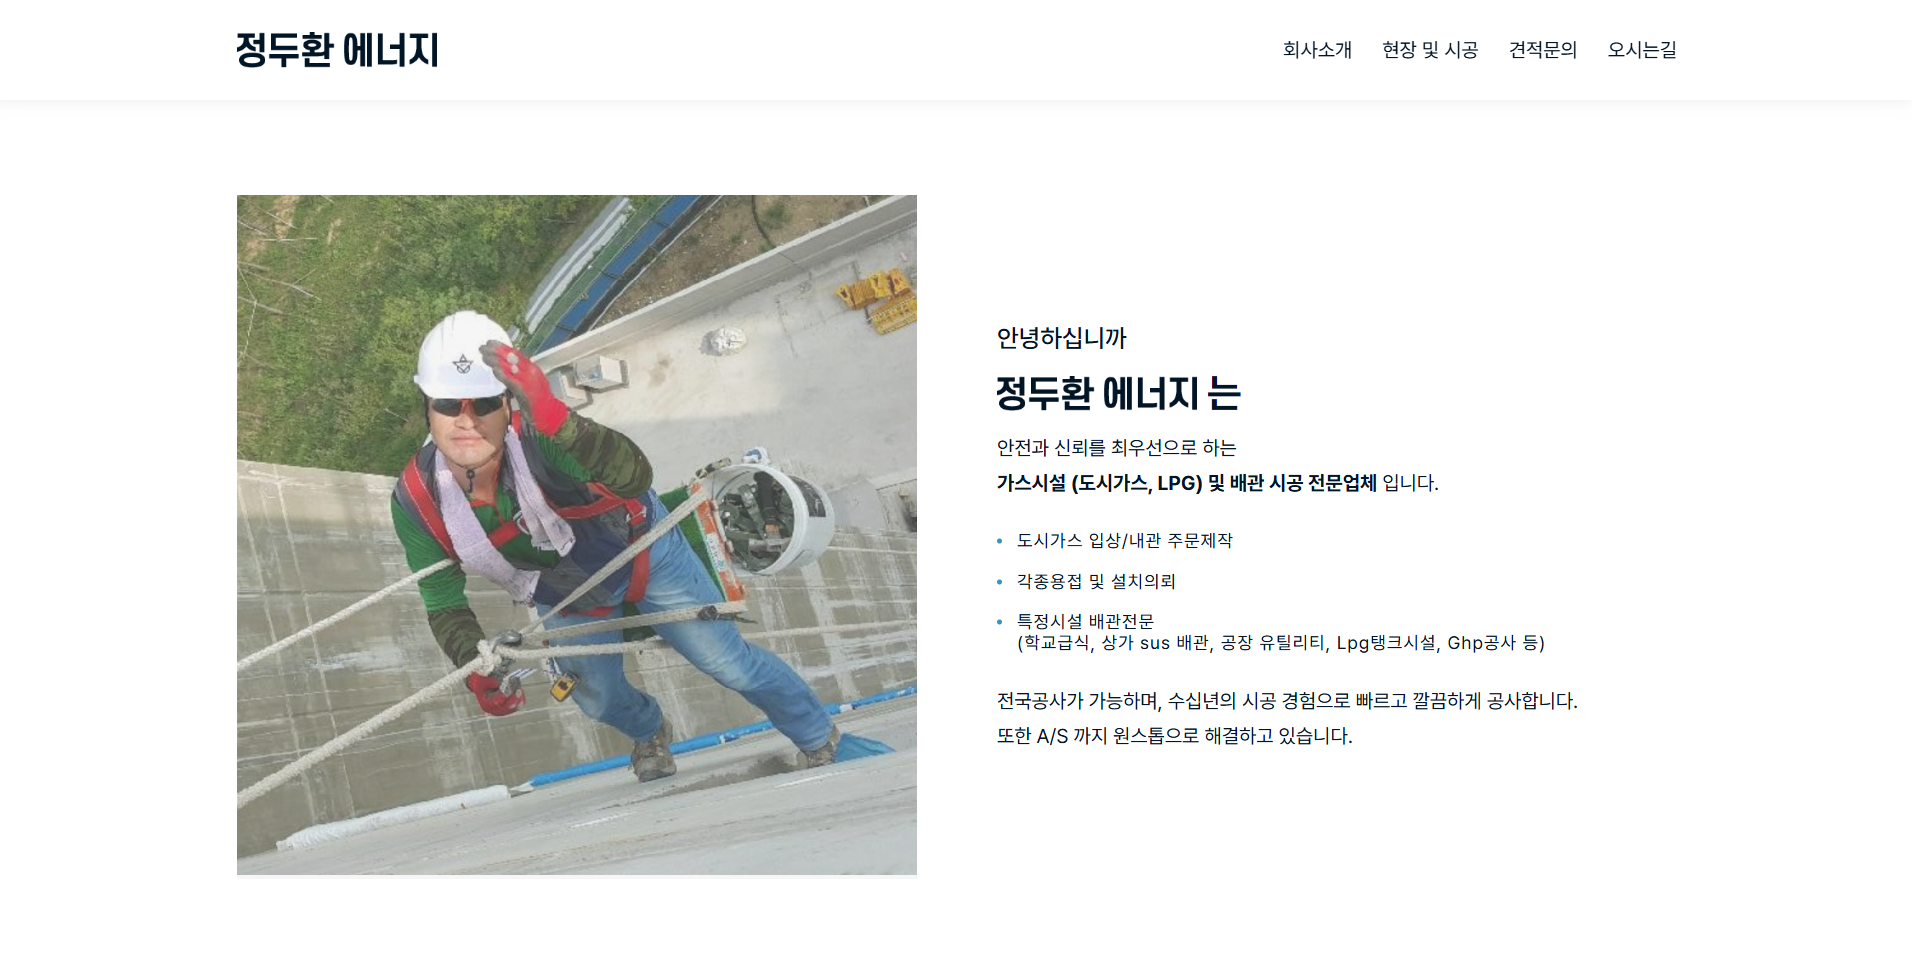 정두환 에너지
회사소개 현장 및 시공 견적문의 오시는길
안녕하십니까
정두환 에너지 는
안전과 신뢰를 최우선으로 하는
가스시설 (도시가스, LPG) 및 배관 시공 전문업체 입니다.
도시가스 입상/내관 주문제작
각종용접 및 설치의뢰
특정시설 배관전문
(학교급식, 상가 sus 배관, 공장 유틸리티, Lpg탱크시설, Ghp공사 등)
전국공사가 가능하며, 수십년의 시공 경험으로 빠르고 깔끔하게 공사합니다.
또한 A/S 까지 원스톱으로 해결하고 있습니다.